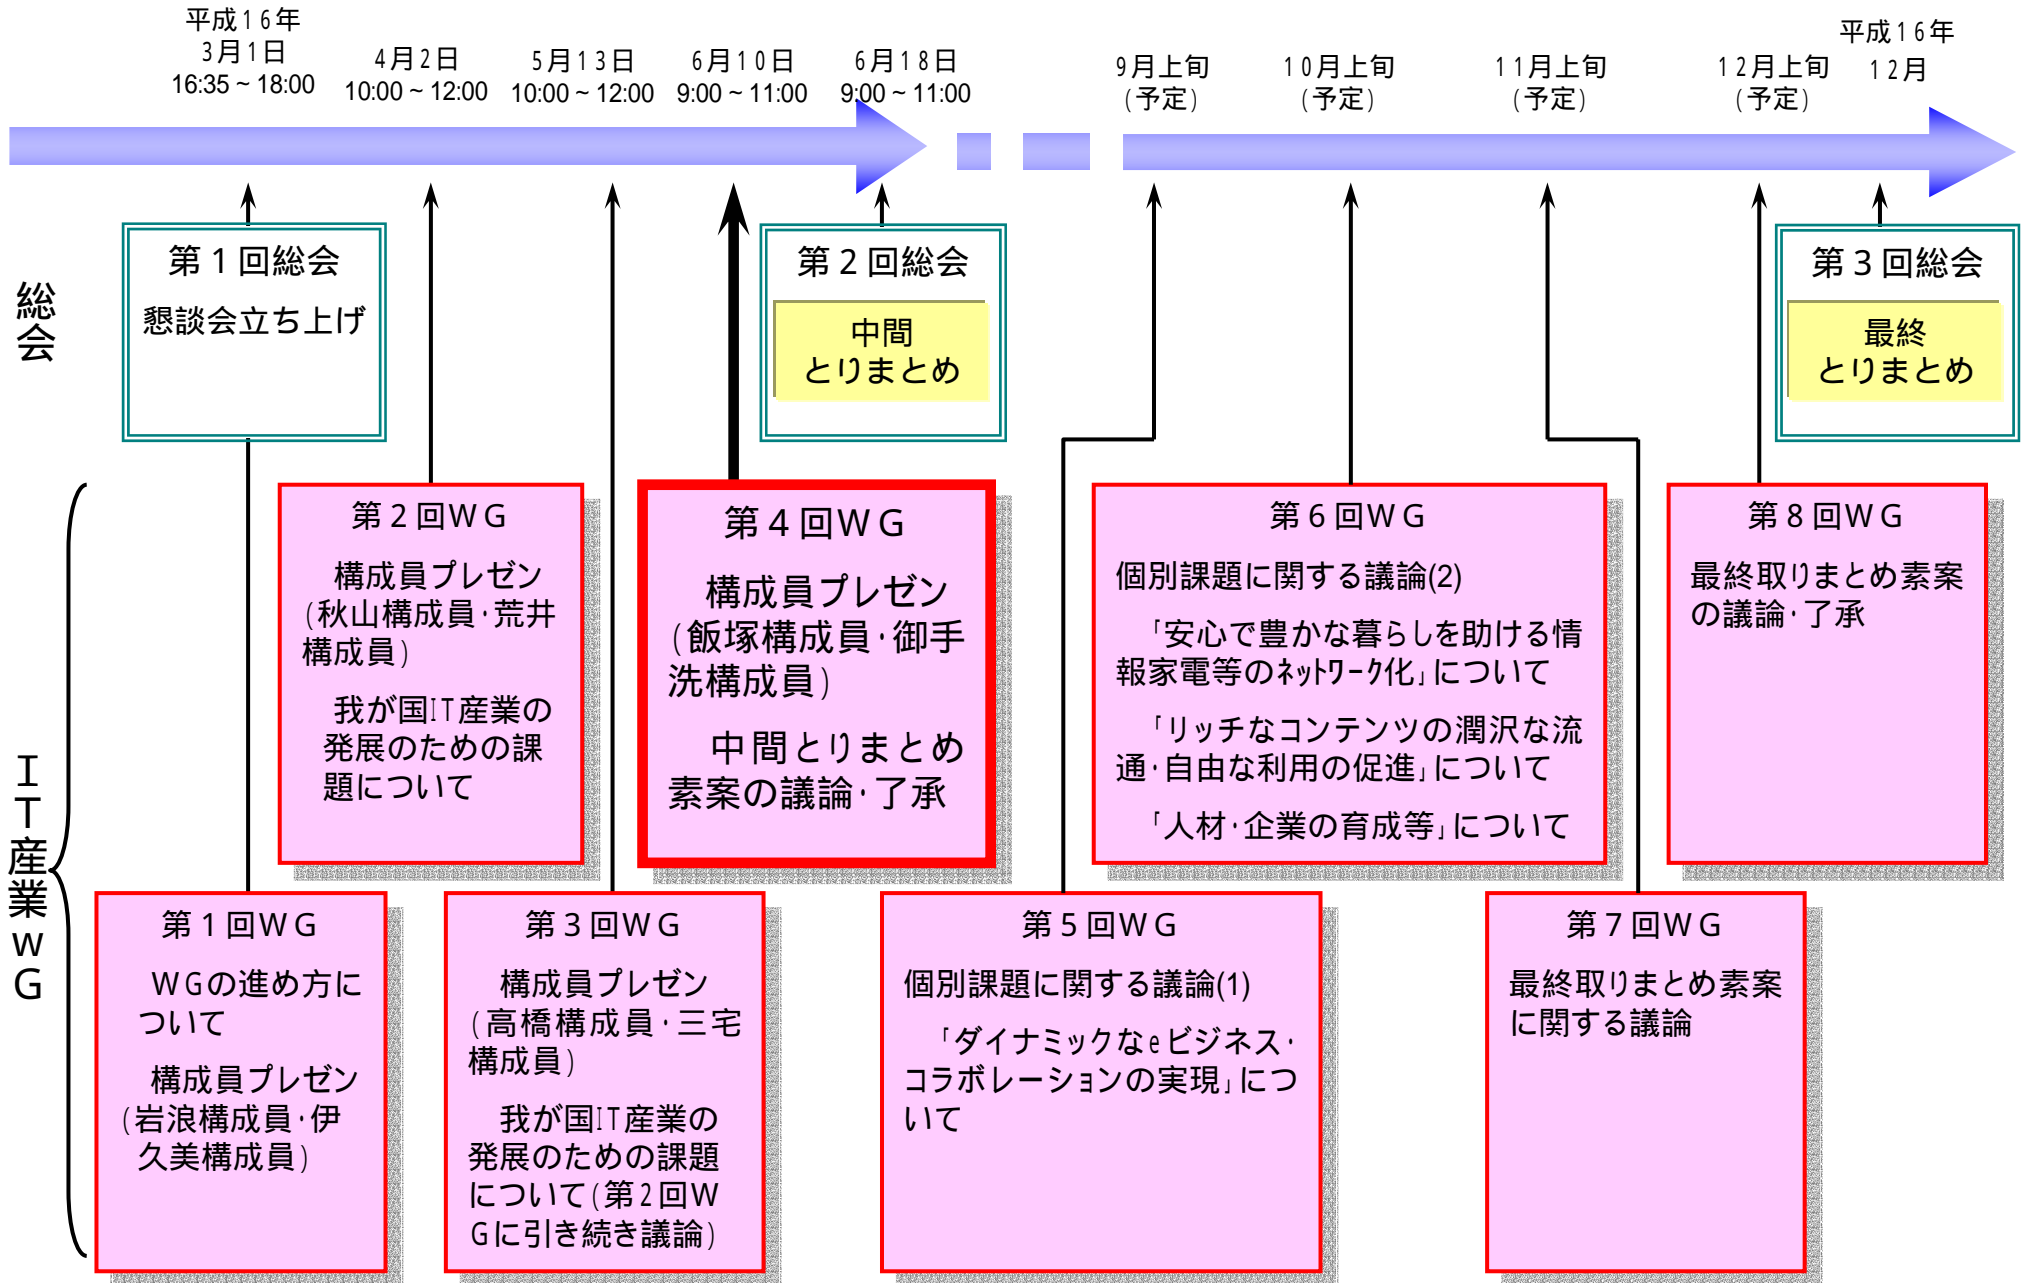 平成16年
3月1日
16:35～18:00
4月2日
10:00～12:00
5月13日
10:00～12:00
6月10日
9:00～11:00
6月18日
9:00～11:00
9月上旬
(予定)
10月上旬
(予定)
11月上旬
(予定)
12月上旬
(予定)
平成16年
12月
総会
第1回総会
懇談会立ち上げ
第2回総会
中間
とりまとめ
第3回総会
最終
とりまとめ
IT産業WG
第2回WG
構成員プレゼン
(秋山構成員・荒井
構成員)
我が国IT産業の
発展のための課
題について
第4回WG
構成員プレゼン
(飯塚構成員・御手
洗構成員)
中間とりまとめ
素案の議論・了承
第6回WG
個別課題に関する議論(2)
「安心で豊かな暮らしを助ける情
報家電等のネットワーク化」について
「リッチなコンテンツの潤沢な流
通・自由な利用の促進」について
「人材・企業の育成等」について
第8回WG
最終取りまとめ素案
の議論・了承
第1回WG
WGの進め方に
ついて
構成員プレゼン
(岩浪構成員・伊
久美構成員)
第3回WG
構成員プレゼン
(高橋構成員・三宅
構成員)
我が国IT産業の
発展のための課題
について(第2回W
Gに引き続き議論)
第5回WG
個別課題に関する議論(1)
「ダイナミックなeビジネス・
コラボレーションの実現」につ
いて
第7回WG
最終取りまとめ素案
に関する議論